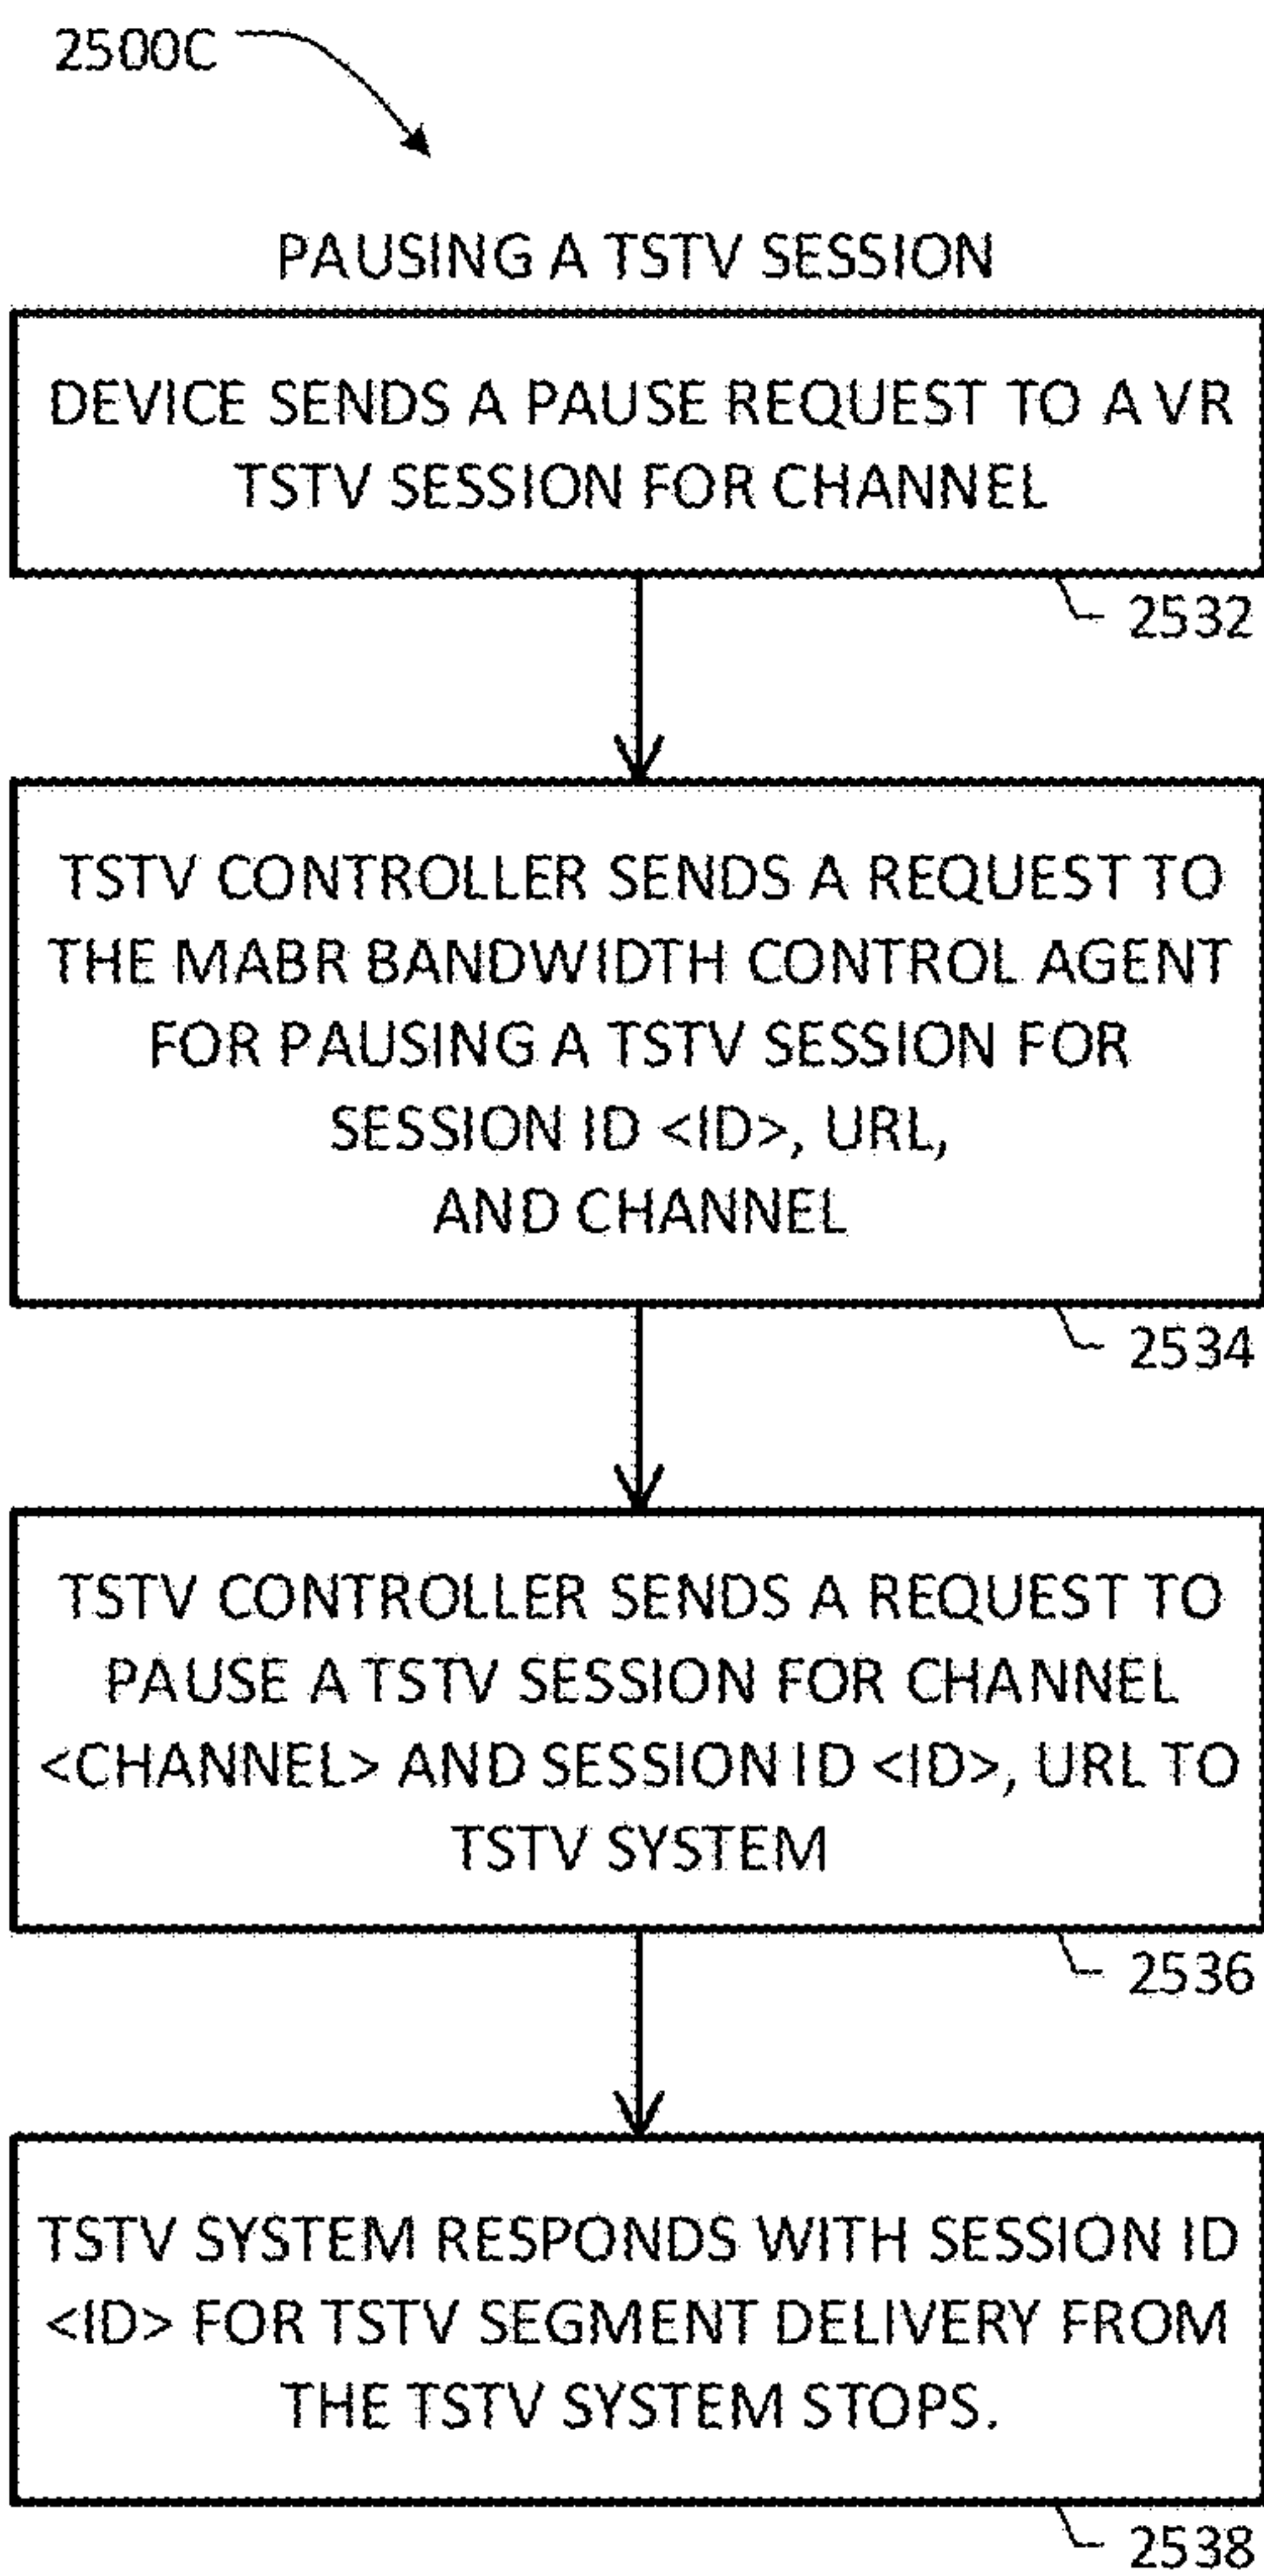 2500C
PAUSING A TSTV SESSION
DEVICE SENDS A PAUSE REQUEST TO A VR
TSTV SESSION FOR CHANNEL
2532
TSTV CONTROLLER SENDS A REQUEST TO
THE MABR BANDWIDTH CONTROL AGENT
FOR PAUSING A TSTV SESSION FOR
SESSION ID <ID>, URL,
AND CHANNEL
2534
TSTV CONTROLLER SENDS A REQUEST TO
PAUSE A TSTV SESSION FOR CHANNEL
<CHANNEL> AND SESSION ID <ID>, URL TO
TSTV SYSTEM
2536
TSTV SYSTEM RESPONDS WITH SESSION ID
<ID> FOR TSTV SEGMENT DELIVERY FROM
THE TSTV SYSTEM STOPS.
2538